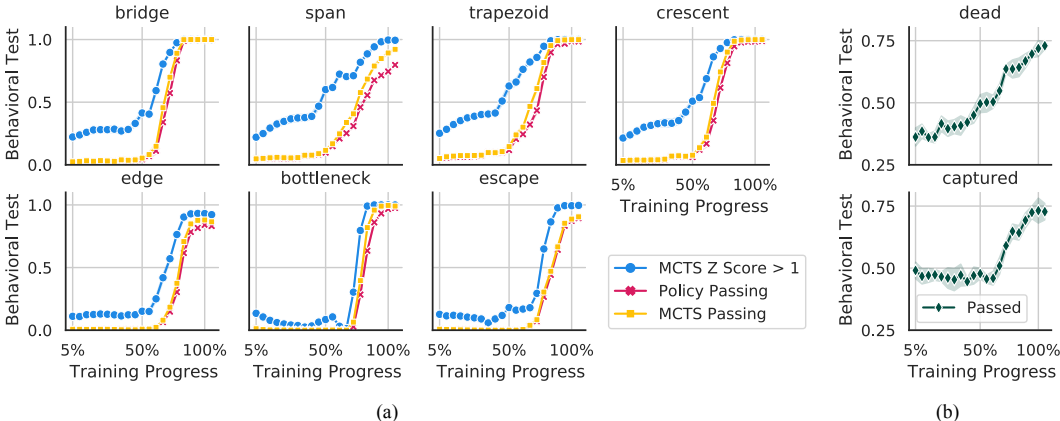 bridge span trapezoid crescent dead
Behavioral Test
1.0
0.5
0.0
5% 50% 100%
Training Progress
Behavioral Test
0.75
0.50
0.25
edge bottleneck escape captured
Behavioral Test
1.0
0.5
0.0
5% 50% 100%
Training Progress
5% 50% 100%
Training Progress
5% 50% 100%
Training Progress
MCTS Z Score > 1
Policy Passing
MCTS Passing
Behavioral Test
0.75
0.50
0.25
Passed
5% 50% 100%
Training Progress
(a) (b)